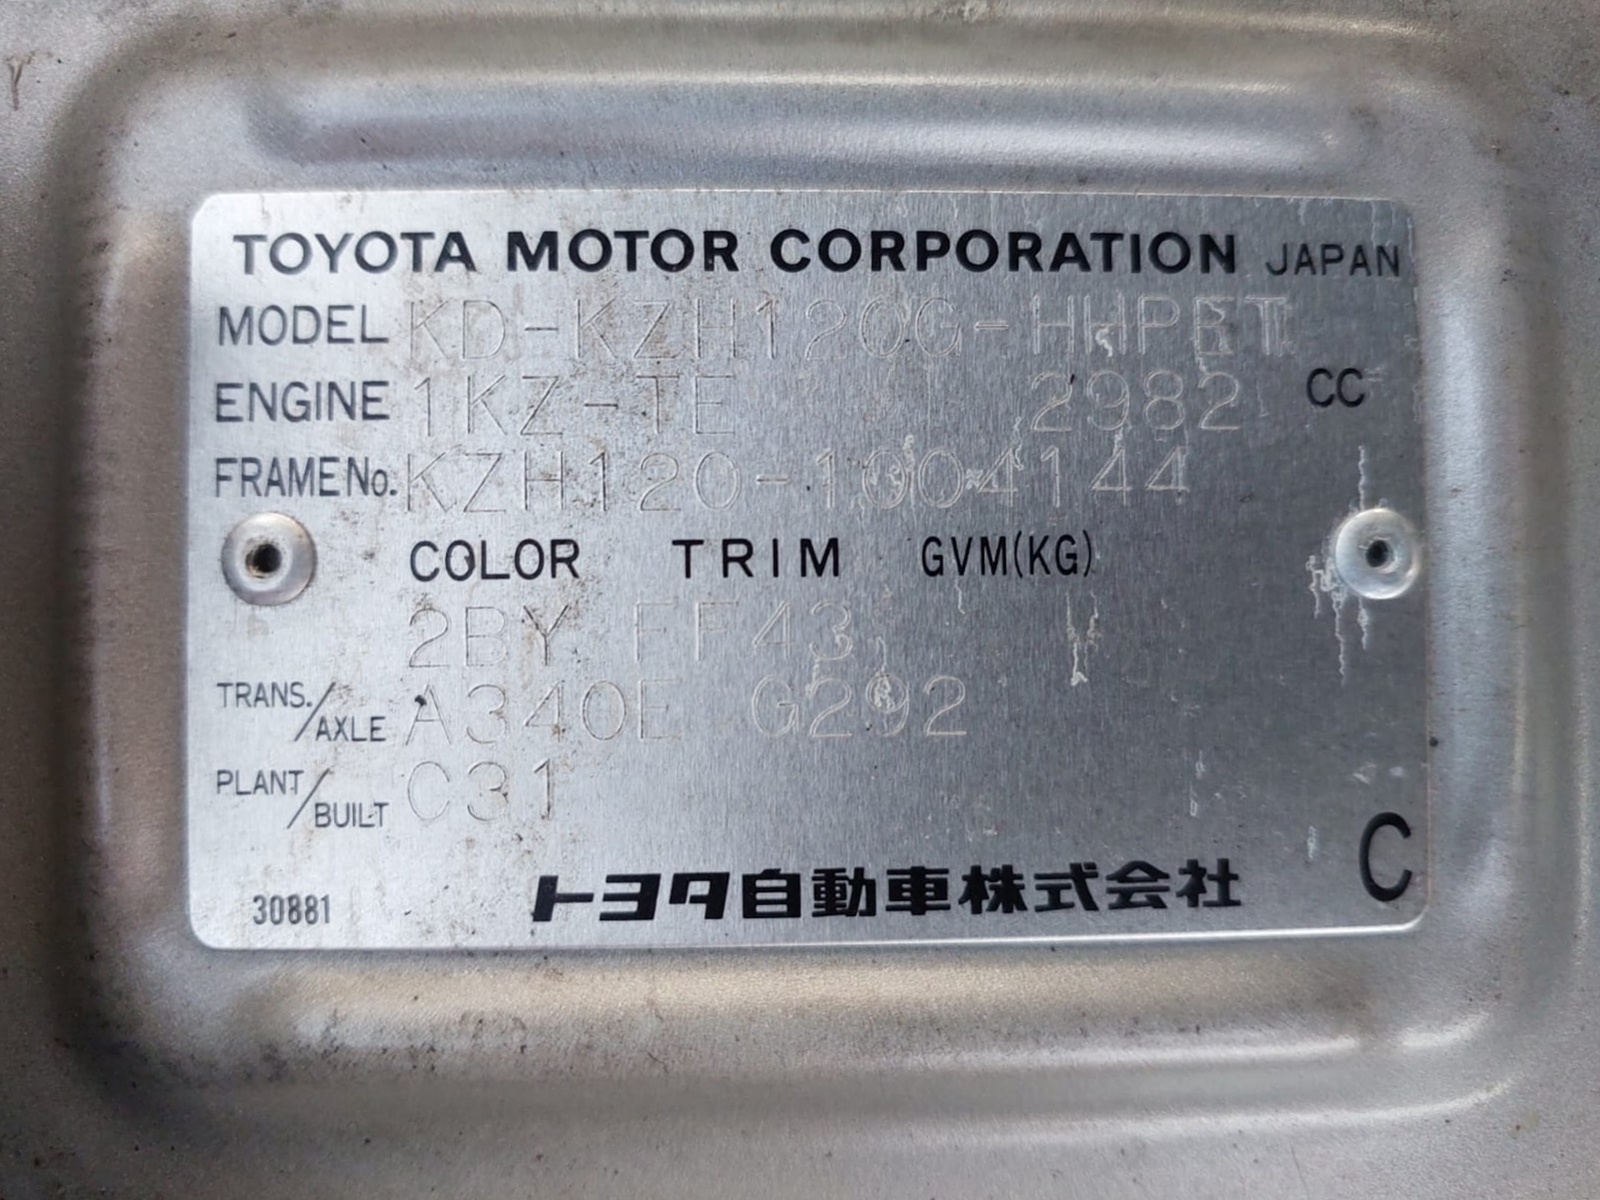 TOYOTA MOTOR CORPORATION JAPAN
MODEL KD-KZH120G-HHPET
ENGINE 1KZ-TE 2982 CC
FRAME No. KZH120-1004144
COLOR TRIM GVM(KG)
2BY FF43
TRANS./AXLE A340E G292
PLANT/BUILT C31
C
30881 トヨタ自動車株式会社